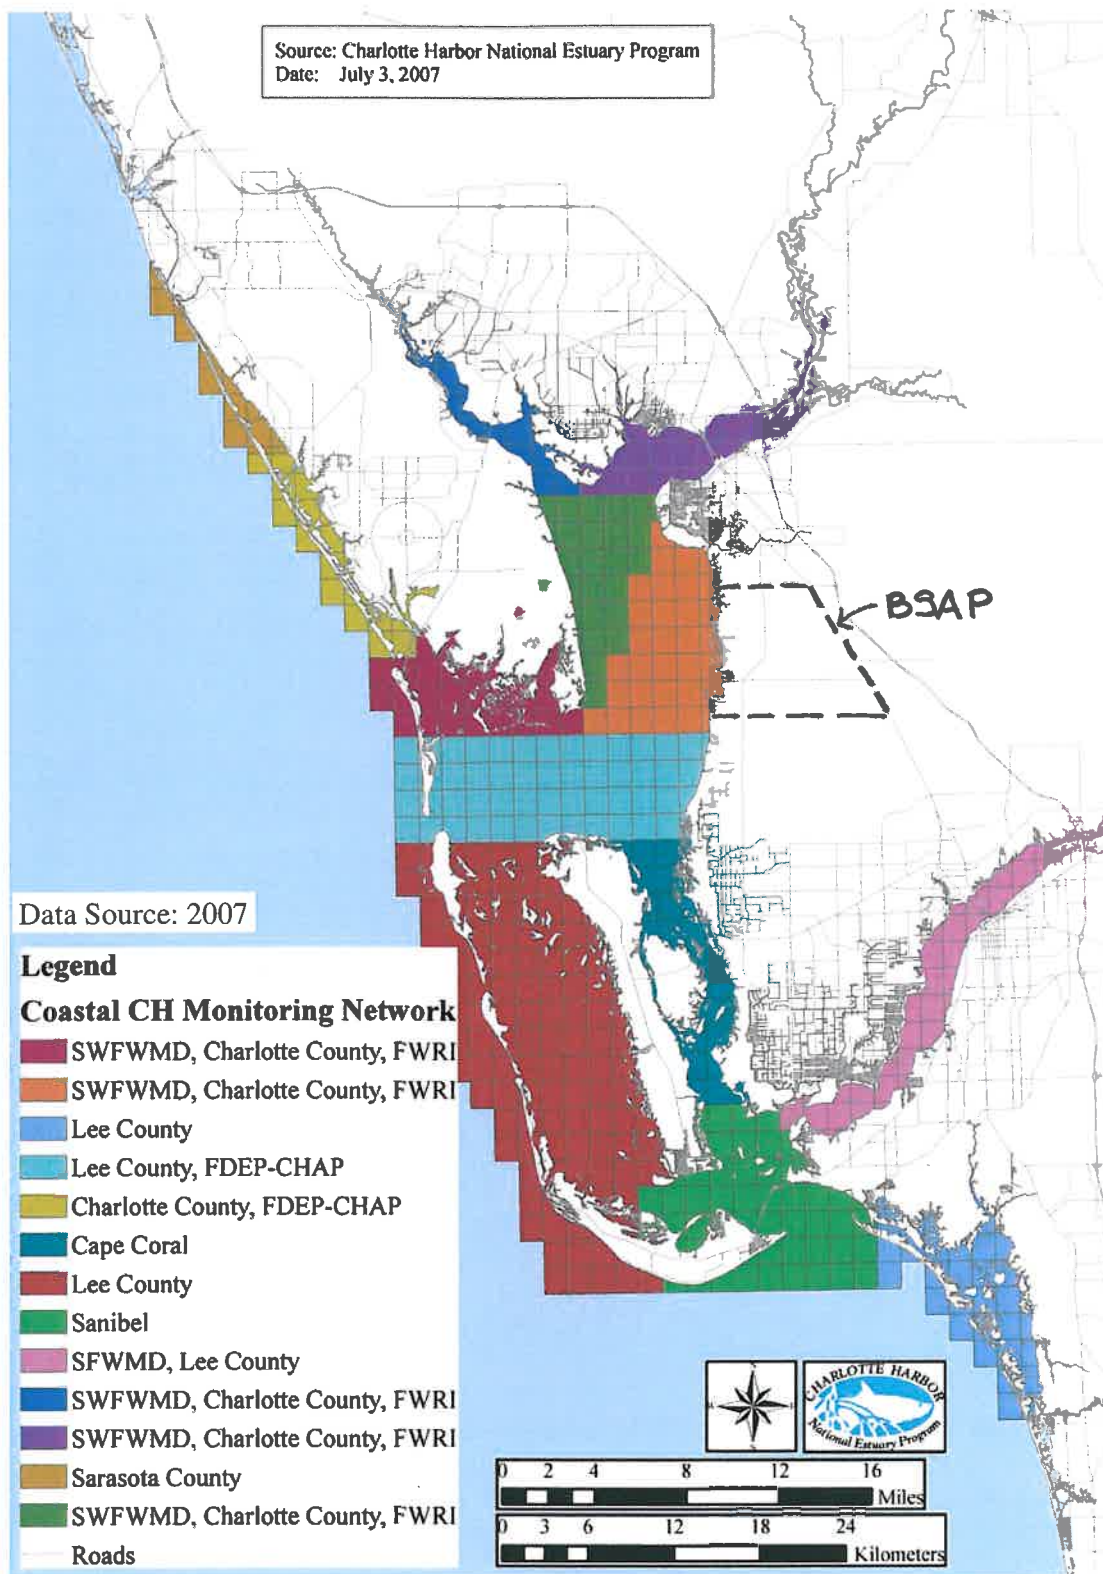 Source: Charlotte Harbor National Estuary Program
Date: July 3, 2007
BSAP
Data Source: 2007
Legend
Coastal CH Monitoring Network
SWFWMD, Charlotte County, FWRI
SWFWMD, Charlotte County, FWRI
Lee County
Lee County, FDEP-CHAP
Charlotte County, FDEP-CHAP
Cape Coral
Lee County
Sanibel
SFWMD, Lee County
SWFWMD, Charlotte County, FWRI
SWFWMD, Charlotte County, FWRI
Sarasota County
SWFWMD, Charlotte County, FWRI
Roads
N
W E
S
CHARLOTTE HARBOR
National Estuary Program
0 2 4 8 12 16
Miles
0 3 6 12 18 24
Kilometers